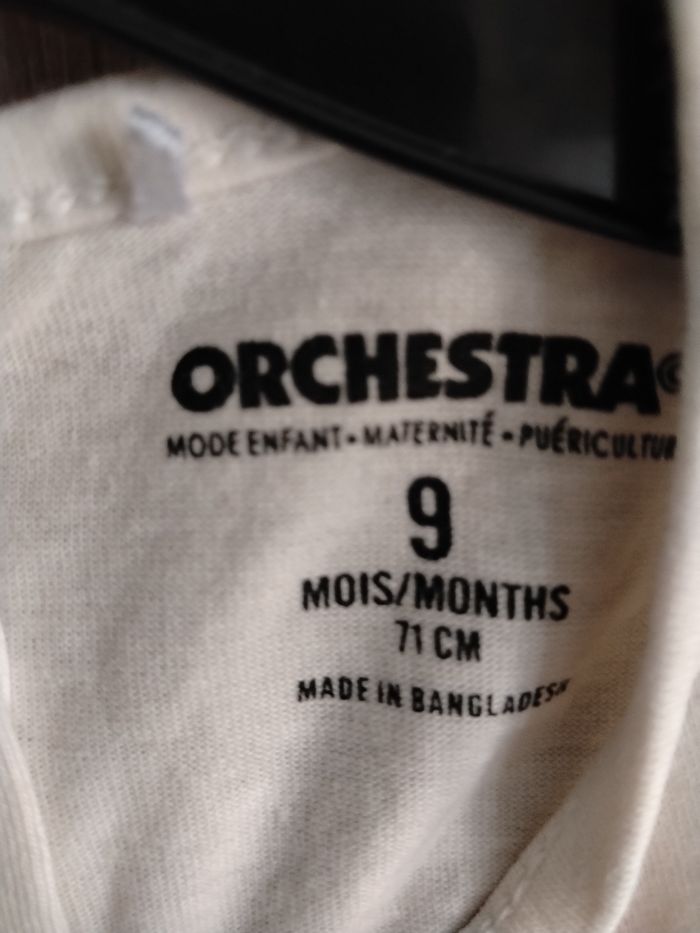 ORCHESTRA©
MODE ENFANT • MATERNITÉ • PUÉRICULTUR
9
MOIS/MONTHS
71 CM
MADE IN BANGLADESH